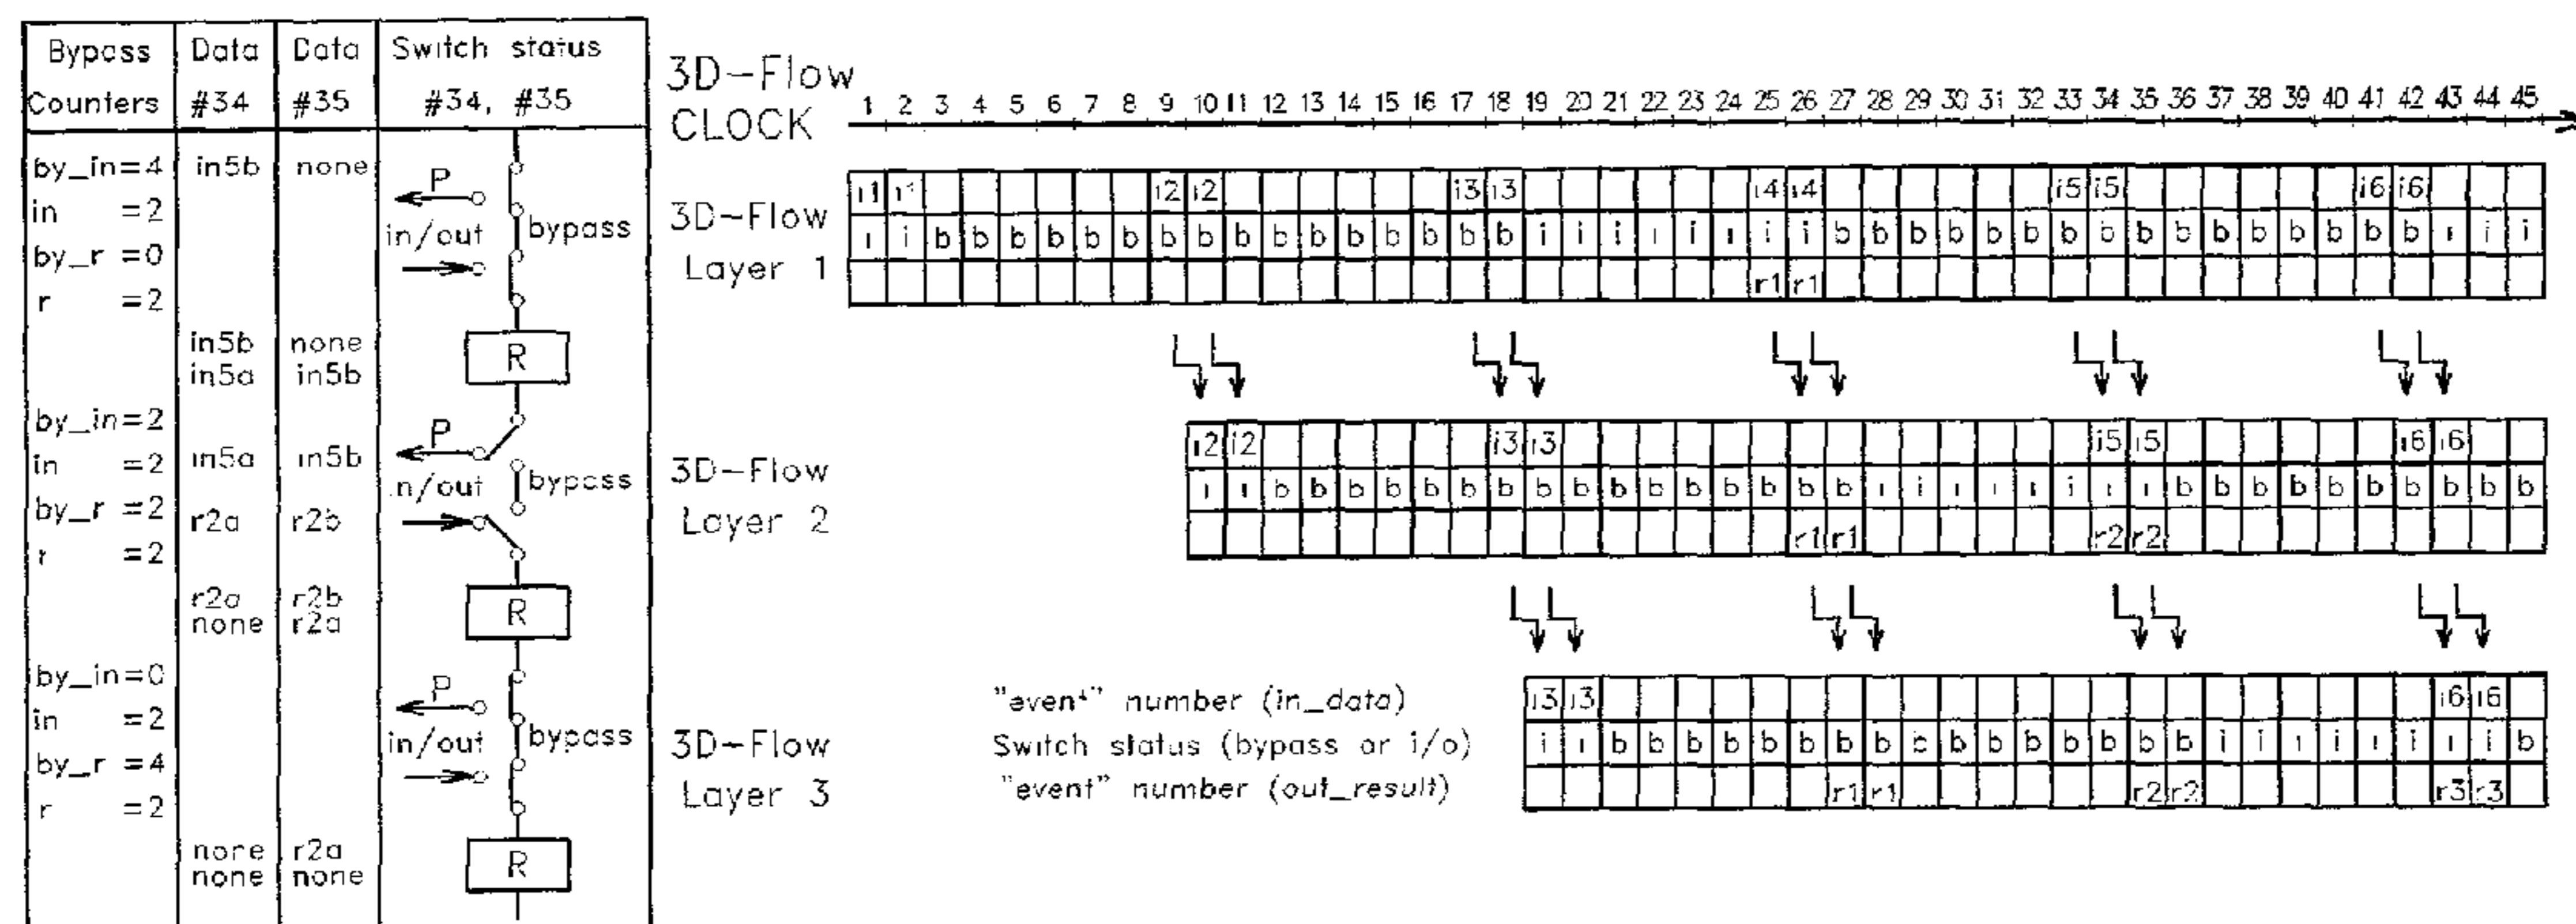 Bypass Data Data Switch status
Counters #34 #35 #34, #35
by_in=4 in5b none
P
in =2
in/out bypass
by_r =0
r =2
in5b none
R
in5a in5b
by_in=2
P
in =2 in5a in5b
in/out bypass
by_r =2 r2a r2b
r =2
r2a r2b
R
none r2a
by_in=0
P
in =2
in/out bypass
by_r =4
r =2
none r2a
R
none none
3D-Flow
CLOCK
1 2 3 4 5 6 7 8 9 10 11 12 13 14 15 16 17 18 19 20 21 22 23 24 25 26 27 28 29 30 31 32 33 34 35 36 37 38 39 40 41 42 43 44 45
3D-Flow
Layer 1
i1 i1 i2 i2 i3 i3 i4 i4 i5 i5 i6 i6
i i b b b b b b b b b b b b b b b b i i i i i i i i b b b b b b b b b b b b b b b b i i i
r1 r1
3D-Flow
Layer 2
i2 i2 i3 i3 i5 i5 i6 i6
i i b b b b b b b b b b b b b b b b i i i i i i i i b b b b b b b b b b
r1 r1 r2 r2
"event" number (in_data)
Switch status (bypass or i/o)
"event" number (out_result)
3D-Flow
Layer 3
i3 i3 i6 i6
i i b b b b b b b b b b b b b b b b i i i i i i i i b
r1 r1 r2 r2 r3 r3